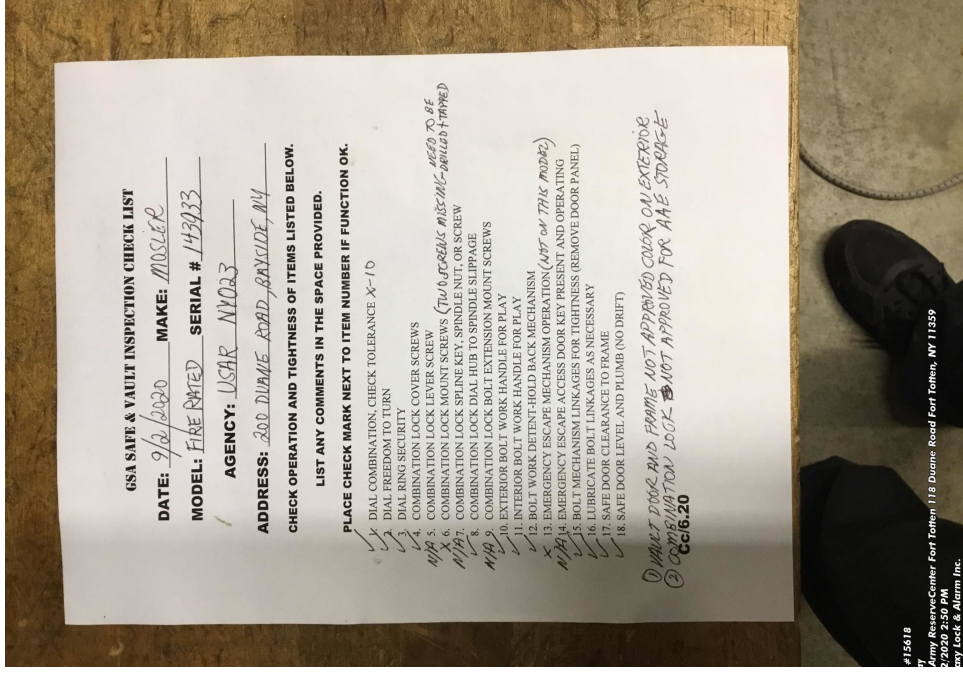 GSA SAFE & VAULT INSPECTION CHECK LIST
DATE: 9/2/2020 MAKE: MOSLER
MODEL: FIRE RATED SERIAL # 143933
AGENCY: USAR NY023
ADDRESS: 200 DUANE ROAD, BAYSIDE, NY
CHECK OPERATION AND TIGHTNESS OF ITEMS LISTED BELOW.
LIST ANY COMMENTS IN THE SPACE PROVIDED.
PLACE CHECK MARK NEXT TO ITEM NUMBER IF FUNCTION OK.
✓ 1. DIAL COMBINATION, CHECK TOLERANCE X-10
✓ 2. DIAL FREEDOM TO TURN
✓ 3. DIAL RING SECURITY
✓ 4. COMBINATION LOCK COVER SCREWS
N/A 5. COMBINATION LOCK LEVER SCREW
X 6. COMBINATION LOCK MOUNT SCREWS (TWO SCREWS MISSING-NEED TO BE DRILLED + TAPPED
N/A 7. COMBINATION LOCK SPLINE KEY, SPINDLE NUT, OR SCREW
✓ 8. COMBINATION LOCK DIAL HUB TO SPINDLE SLIPPAGE
N/A 9. COMBINATION LOCK BOLT EXTENSION MOUNT SCREWS
✓ 10. EXTERIOR BOLT WORK HANDLE FOR PLAY
✓ 11. INTERIOR BOLT WORK HANDLE FOR PLAY
✓ 12. BOLT WORK DETENT-HOLD BACK MECHANISM
X 13. EMERGENCY ESCAPE MECHANISM OPERATION (NOT ON THIS MODEL)
N/A 14. EMERGENCY ESCAPE ACCESS DOOR KEY PRESENT AND OPERATING
✓ 15. BOLT MECHANISM LINKAGES FOR TIGHTNESS (REMOVE DOOR PANEL)
✓ 16. LUBRICATE BOLT LINKAGES AS NECESSARY
✓ 17. SAFE DOOR CLEARANCE TO FRAME
✓ 18. SAFE DOOR LEVEL AND PLUMB (NO DRIFT)
① VAULT DOOR AND FRAME NOT APPROVED COLOR ON EXTERIOR
② COMBINATION LOCK NOT APPROVED FOR AAE STORAGE
Cc/6.20
#15618
Army ReserveCenter Fort Totten 118 Duane Road Fort Totten, NY 11359
2/2020 2:50 PM
axy Lock & Alarm Inc.